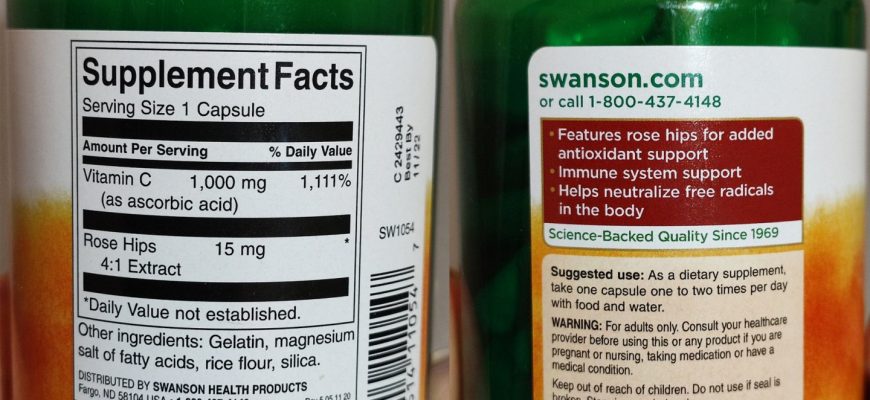 Supplement Facts
Serving Size 1 Capsule
Amount Per Serving % Daily Value
Vitamin C 1,000 mg 1,111%
(as ascorbic acid)
Rose Hips 15 mg *
4:1 Extract
*Daily Value not established.
Other ingredients: Gelatin, magnesium
salt of fatty acids, rice flour, silica.
DISTRIBUTED BY SWANSON HEALTH PRODUCTS
Fargo, ND 58104 USA
C 2429443
Best By
11/22
SW1054
swanson.com
or call 1-800-437-4148
• Features rose hips for added
antioxidant support
• Immune system support
• Helps neutralize free radicals
in the body
Science-Backed Quality Since 1969
Suggested use: As a dietary supplement,
take one capsule one to two times per day
with food and water.
WARNING: For adults only. Consult your healthcare
provider before using this or any product if you are
pregnant or nursing, taking medication or have a
medical condition.
Keep out of reach of children. Do not use if seal is